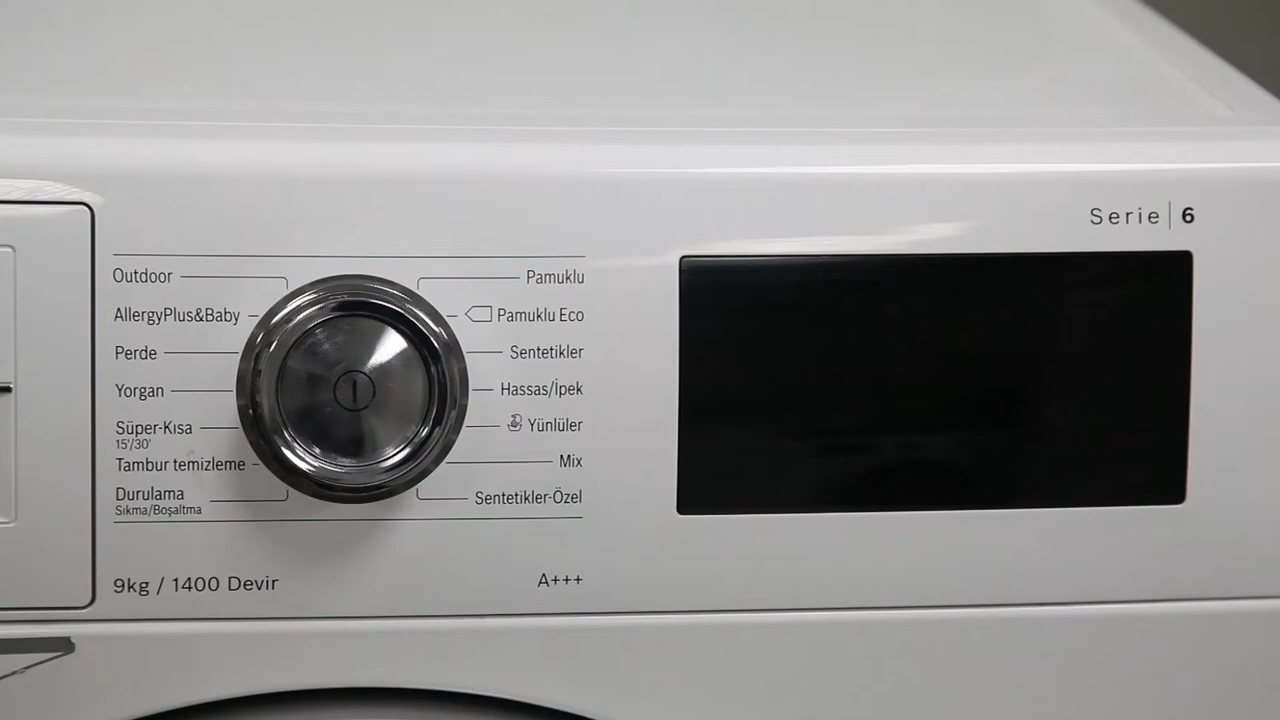 Serie | 6
Outdoor
AllergyPlus&Baby
Perde
Yorgan
Süper-Kısa
15'/30'
Tambur temizleme
Durulama
Sıkma/Boşaltma
Pamuklu
Pamuklu Eco
Sentetikler
Hassas/İpek
Yünlüler
Mix
Sentetikler-Özel
9kg / 1400 Devir
A+++